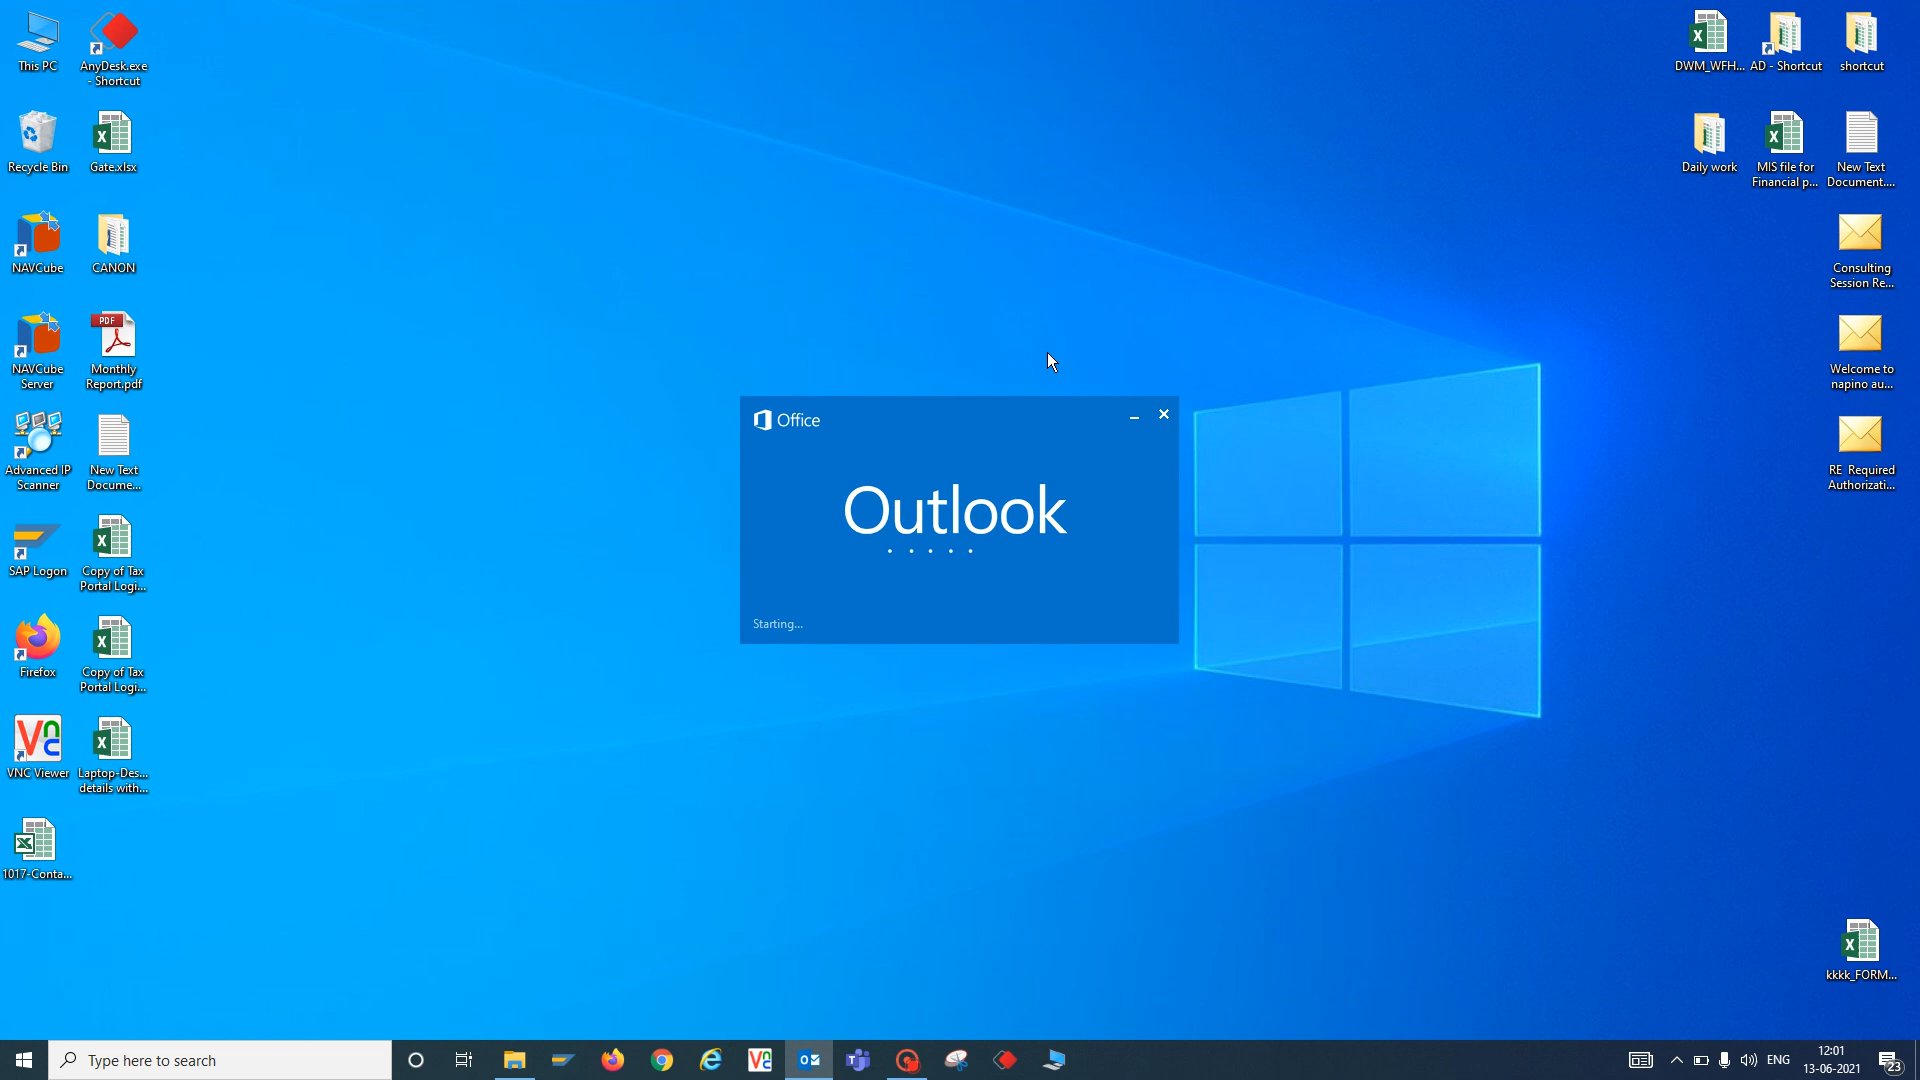 This PC
AnyDesk.exe
- Shortcut
Recycle Bin
Gate.xlsx
NAVCube
CANON
NAVCube
Server
PDF
Monthly
Report.pdf
Advanced IP
Scanner
New Text
Docume...
SAP Logon
Copy of Tax
Portal Logi...
Firefox
Copy of Tax
Portal Logi...
VNC Viewer
Laptop-Des...
details with...
1017-Conta...
Office
Outlook
Starting...
DWM_WFH...
AD - Shortcut
shortcut
Daily work
MIS file for
Financial p...
New Text
Document....
Consulting
Session Re...
Welcome to
napino au...
RE Required
Authorizati...
kkkk_FORM...
Type here to search
ENG
12:01
13-06-2021
23